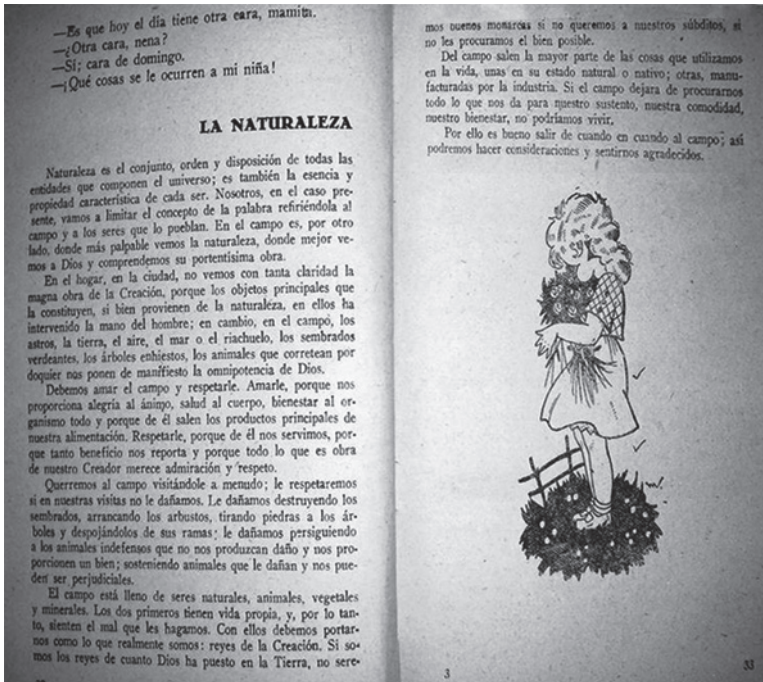 —Es que hoy el día tiene otra cara, mamita.
—¿Otra cara, nena?
—Sí; cara de domingo.
—¡Qué cosas se le ocurren a mi niña!
LA NATURALEZA
Naturaleza es el conjunto, orden y disposición de todas las
entidades que componen el universo; es también la esencia y
propiedad característica de cada ser. Nosotros, en el caso pre-
sente, vamos a limitar el concepto de la palabra refiriéndola al
campo y a los seres que lo pueblan. En el campo es, por otro
lado, donde más palpable vemos la naturaleza, donde mejor ve-
mos a Dios y comprendemos su portentísima obra.
En el hogar, en la ciudad, no vemos con tanta claridad la
magna obra de la Creación, porque los objetos principales que
la constituyen, si bien provienen de la naturaleza, en ellos ha
intervenido la mano del hombre; en cambio, en el campo, los
astros, la tierra, el aire, el mar o el riachuelo, los sembrados
verdeantes, los árboles enhiestos, los animales que corretean por
doquier nos ponen de manifiesto la omnipotencia de Dios.
Debemos amar el campo y respetarle. Amarle, porque nos
proporciona alegría al ánimo, salud al cuerpo, bienestar al or-
ganismo todo y porque de él salen los productos principales de
nuestra alimentación. Respetarle, porque de él nos servimos, por-
que tanto beneficio nos reporta y porque todo lo que es obra
de nuestro Creador merece admiración y respeto.
Querremos al campo visitándole a menudo; le respetaremos
si en nuestras visitas no le dañamos. Le dañamos destruyendo los
sembrados, arrancando los arbustos, tirando piedras a los ár-
boles y despojándolos de sus ramas; le dañamos persiguiendo
a los animales indefensos que no nos produzcan daño y nos pro-
porcionen un bien; sosteniendo animales que le dañan y nos pue-
den ser perjudiciales.
El campo está lleno de seres naturales, animales, vegetales
y minerales. Los dos primeros tienen vida propia, y, por lo tan-
to, sienten el mal que les hagamos. Con ellos debemos portar-
nos como lo que realmente somos: reyes de la Creación. Si so-
mos los reyes de cuanto Dios ha puesto en la Tierra, no sere-
mos buenos monarcas si no queremos a nuestros súbditos, si
no les procuramos el bien posible.
Del campo salen la mayor parte de las cosas que utilizamos
en la vida, unas en su estado natural o nativo; otras, manu-
facturadas por la industria. Si el campo dejara de procurarnos
todo lo que nos da para nuestro sustento, nuestra comodidad,
nuestro bienestar, no podríamos vivir.
Por ello es bueno salir de cuando en cuando al campo; así
podremos hacer consideraciones y sentirnos agradecidos.
3
33